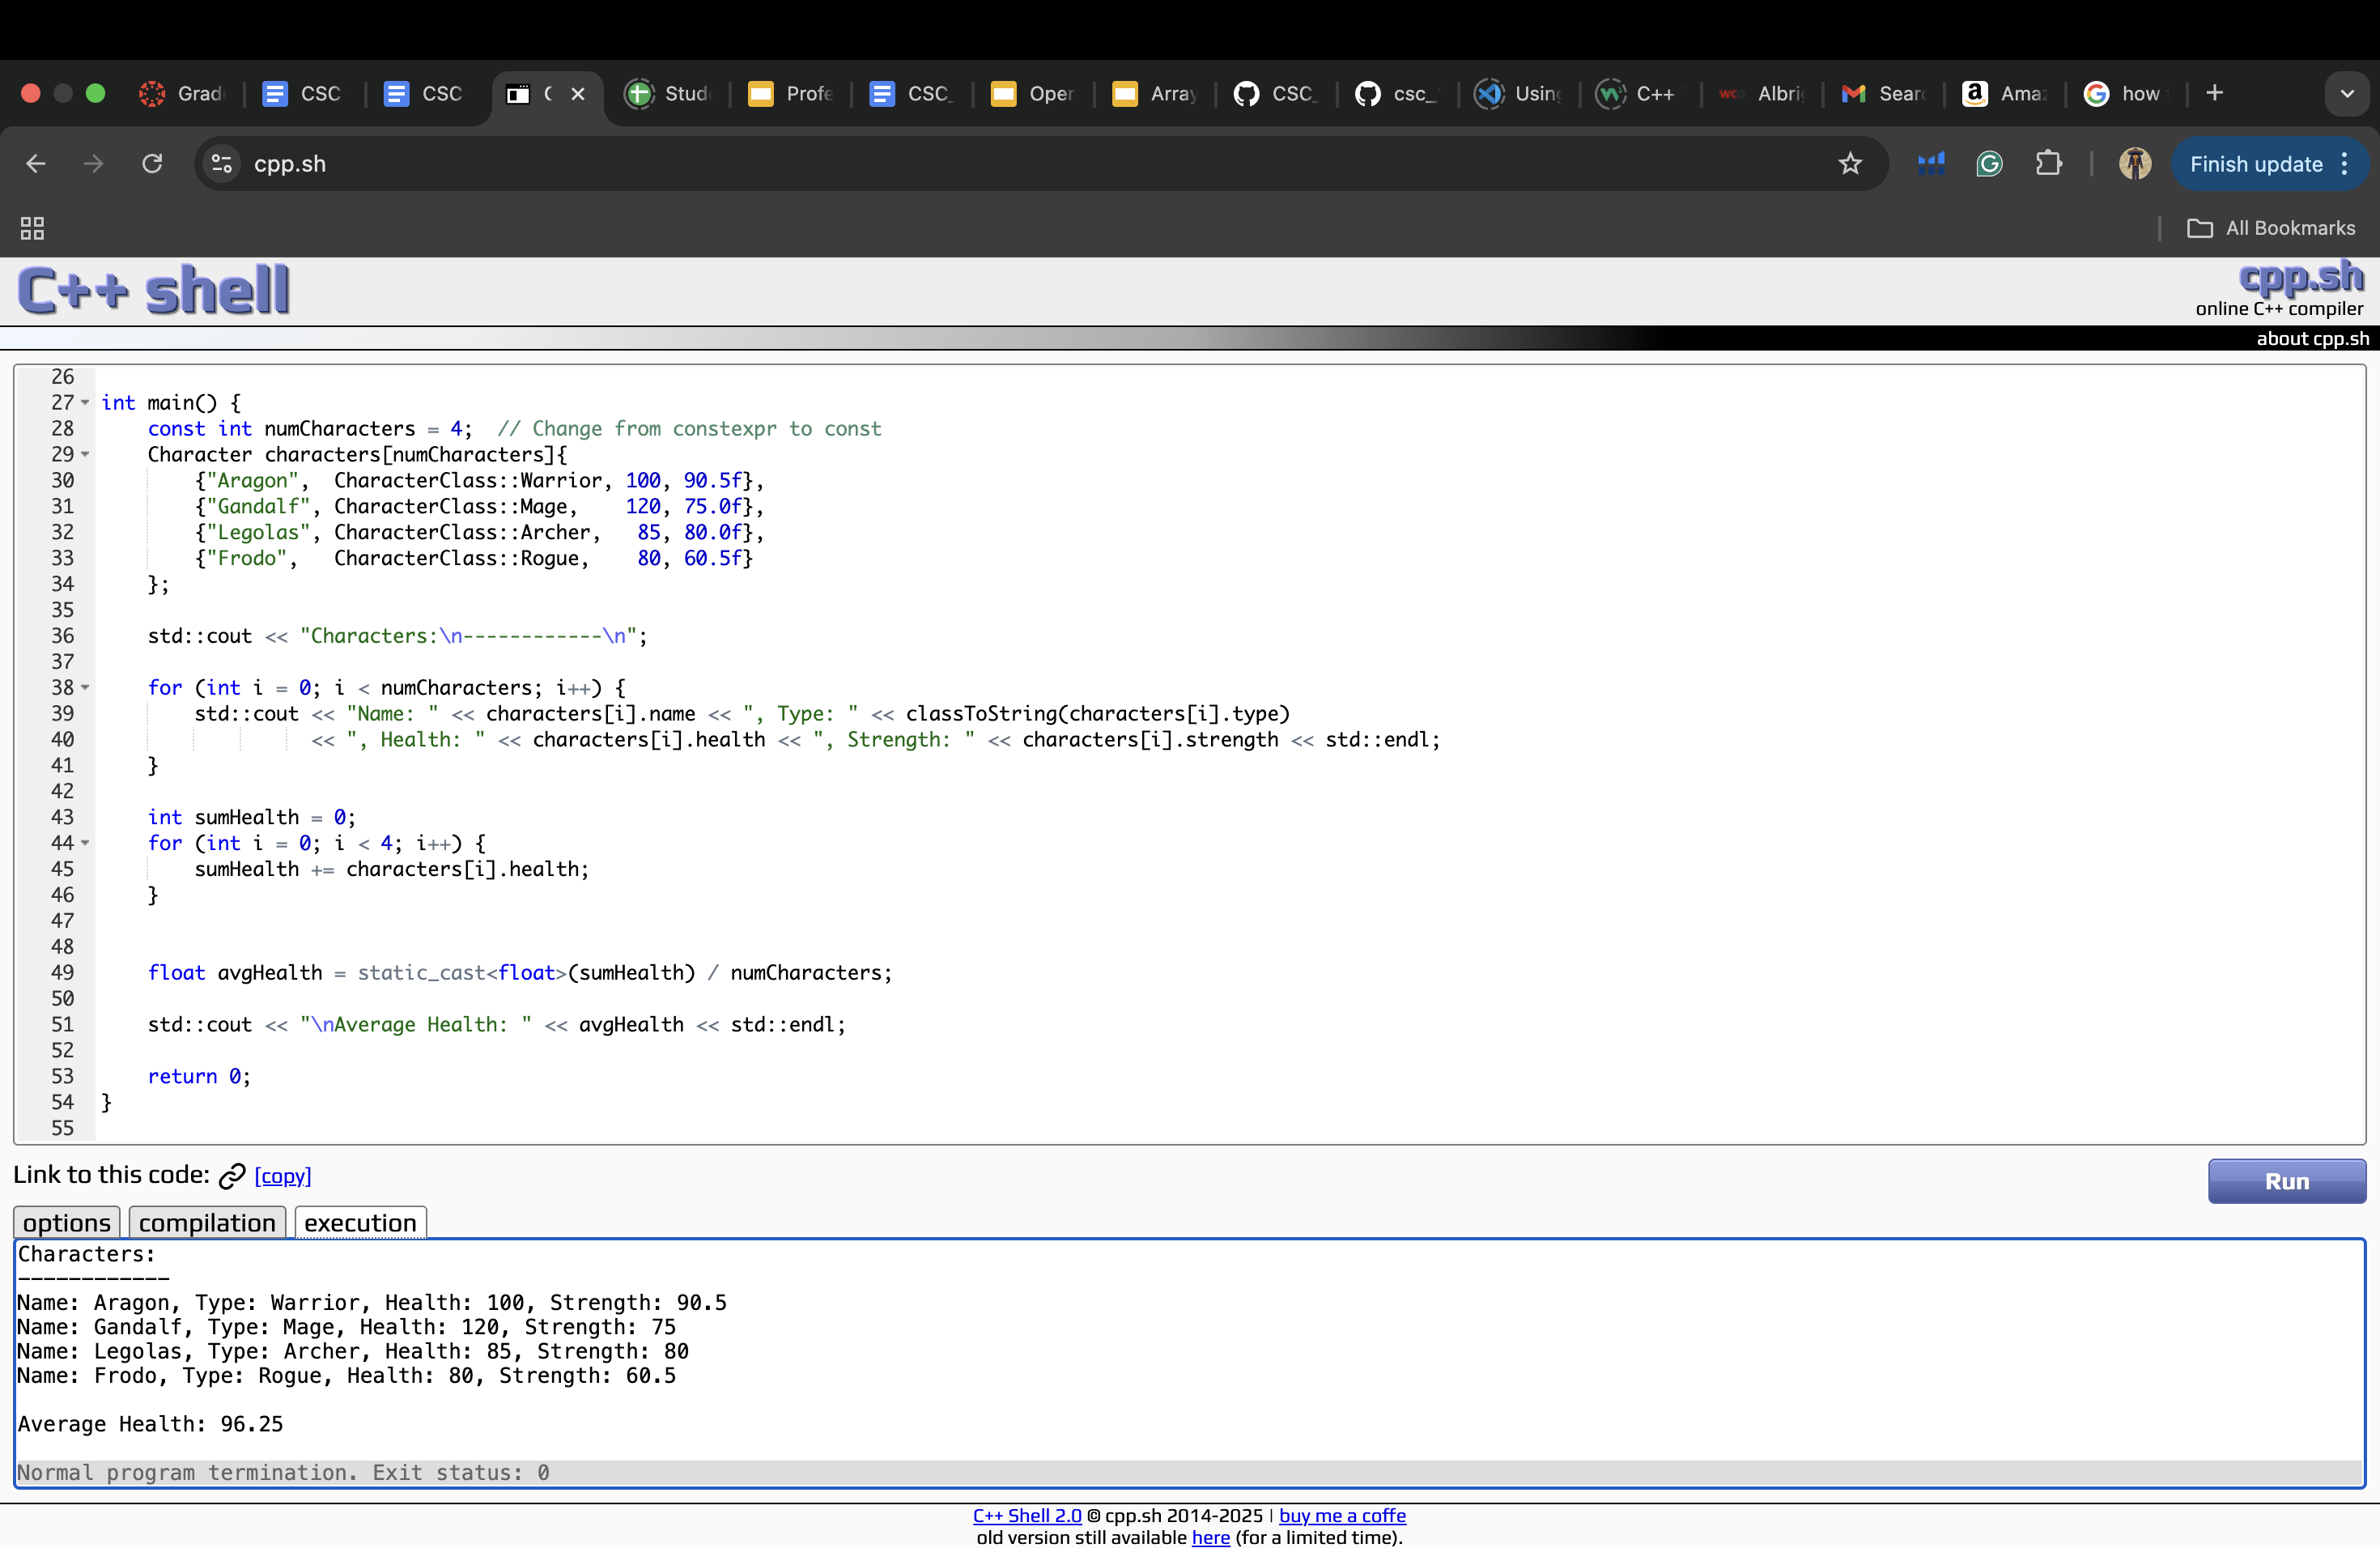 Grad
CSC
CSC
C
Stud
Profe
CSC_
Oper
Array
CSC_
csc_
Usin
C++
Albri
Sear
Ama
how
cpp.sh
Finish update
All Bookmarks
C++ shell
cpp.sh
online C++ compiler
about cpp.sh
26
27 int main() {
28     const int numCharacters = 4;  // Change from constexpr to const
29     Character characters[numCharacters]{
30         {"Aragon",  CharacterClass::Warrior, 100, 90.5f},
31         {"Gandalf", CharacterClass::Mage,    120, 75.0f},
32         {"Legolas", CharacterClass::Archer,   85, 80.0f},
33         {"Frodo",   CharacterClass::Rogue,    80, 60.5f}
34     };
35
36     std::cout << "Characters:\n------------\n";
37
38     for (int i = 0; i < numCharacters; i++) {
39         std::cout << "Name: " << characters[i].name << ", Type: " << classToString(characters[i].type)
40                   << ", Health: " << characters[i].health << ", Strength: " << characters[i].strength << std::endl;
41     }
42
43     int sumHealth = 0;
44     for (int i = 0; i < 4; i++) {
45         sumHealth += characters[i].health;
46     }
47
48
49     float avgHealth = static_cast<float>(sumHealth) / numCharacters;
50
51     std::cout << "\nAverage Health: " << avgHealth << std::endl;
52
53     return 0;
54 }
55
Link to this code: [copy]
Run
options compilation execution
Characters:
------------
Name: Aragon, Type: Warrior, Health: 100, Strength: 90.5
Name: Gandalf, Type: Mage, Health: 120, Strength: 75
Name: Legolas, Type: Archer, Health: 85, Strength: 80
Name: Frodo, Type: Rogue, Health: 80, Strength: 60.5
Average Health: 96.25
Normal program termination. Exit status: 0
C++ Shell 2.0 © cpp.sh 2014-2025 | buy me a coffe
old version still available here (for a limited time).